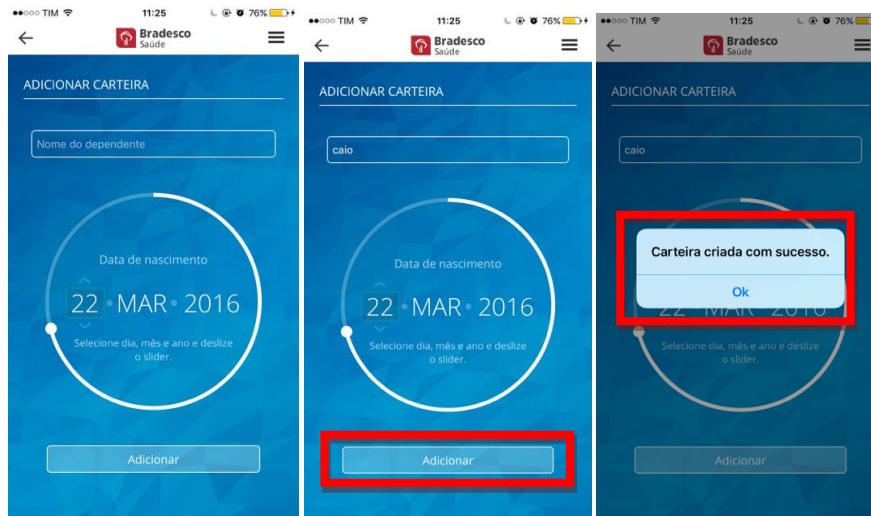 ●●○○○ TIM 11:25 76%
Bradesco
Saúde
ADICIONAR CARTEIRA
Nome do dependente
Data de nascimento
22 • MAR • 2016
Selecione dia, mês e ano e deslize
o slider.
Adicionar
●●○○○ TIM 11:25 76%
Bradesco
Saúde
ADICIONAR CARTEIRA
caio
Data de nascimento
22 • MAR • 2016
Selecione dia, mês e ano e deslize
o slider.
Adicionar
●●○○○ TIM 11:25 76%
Bradesco
Saúde
ADICIONAR CARTEIRA
caio
Carteira criada com sucesso.
Ok
22 • MAR • 2016
Selecione dia, mês e ano e deslize
o slider.
Adicionar